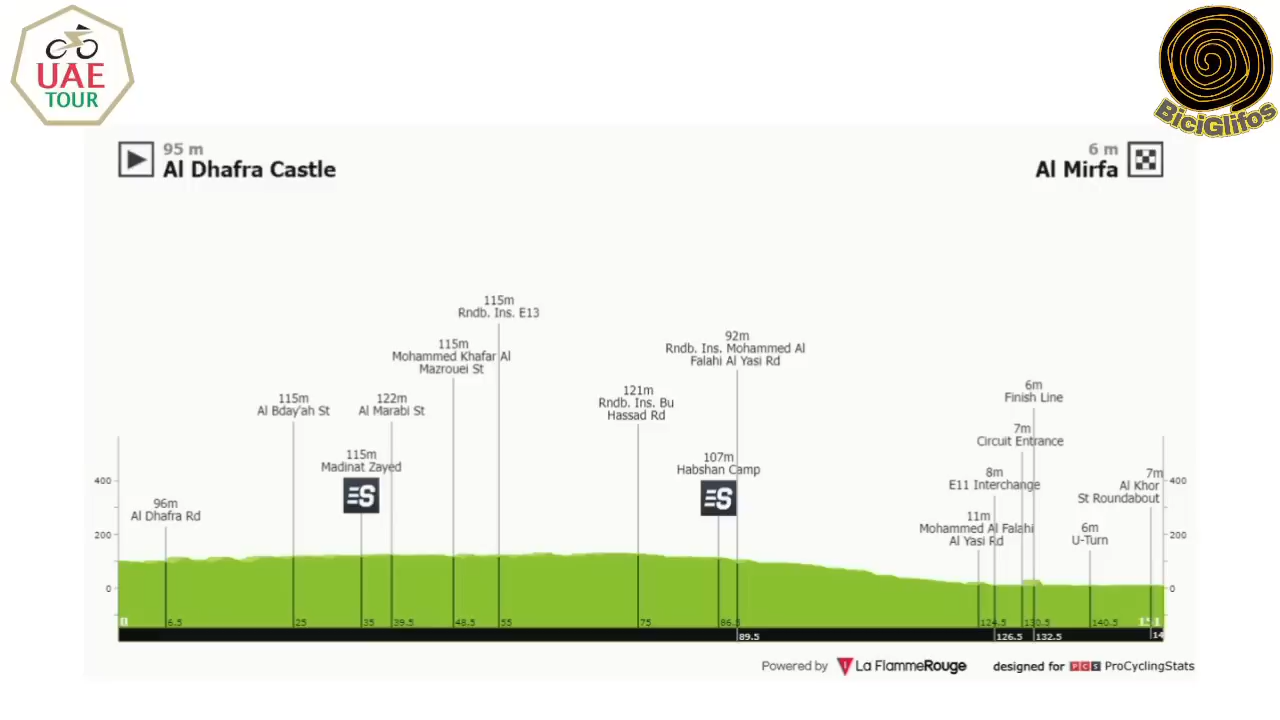 UAE
TOUR
BiciGlifos
95 m
Al Dhafra Castle
6 m
Al Mirfa
115m
Rndb. Ins. E13
115m
Mohammed Khafar Al
Mazrouei St
92m
Rndb. Ins. Mohammed Al
Falahi Al Yasi Rd
115m
Al Bday'ah St
122m
Al Marabi St
121m
Rndb. Ins. Bu
Hassad Rd
6m
Finish Line
7m
Circuit Entrance
115m
Madinat Zayed
S
107m
Habshan Camp
S
8m
E11 Interchange
7m
Al Khor
St Roundabout
96m
Al Dhafra Rd
11m
Mohammed Al Falahi
Al Yasi Rd
6m
U-Turn
400
200
0
400
200
0
0
6.5
25
35
39.5
48.5
55
75
86.5
89.5
124.5
126.5
130.5
132.5
140.5
151
14
Powered by La FlammeRouge
designed for PCS ProCyclingStats